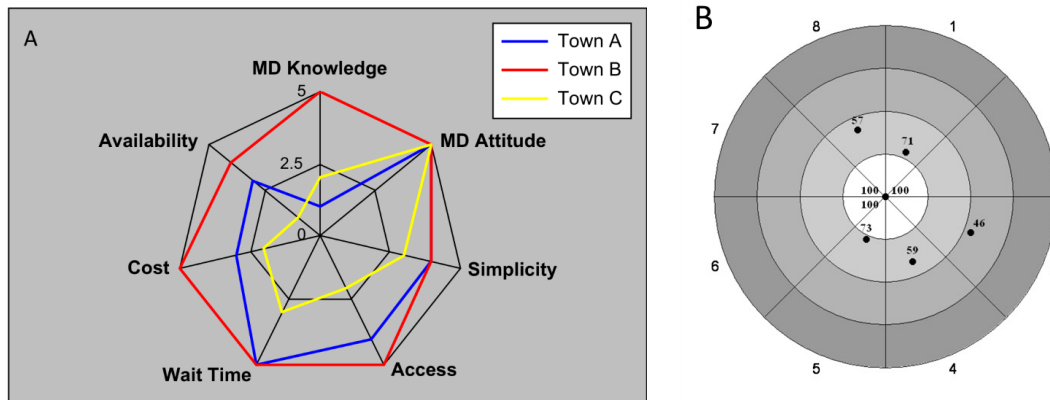 A
Town A
Town B
Town C
MD Knowledge
5
Availability
MD Attitude
2.5
0
Cost
Simplicity
Wait Time
Access
B
8
1
57
71
7
100
100
100
73
46
59
6
5
4